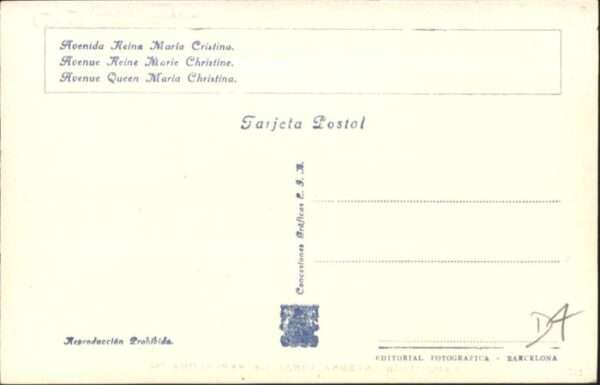 Avenida Reina María Cristina.
Avenue Reine Marie Christine.
Avenue Queen Maria Christina.
Tarjeta Postal
Concesiones Gráficas E. I. B.
Reproducción Prohibida.
DA
EDITORIAL FOTOGRAFICA - BARCELONA